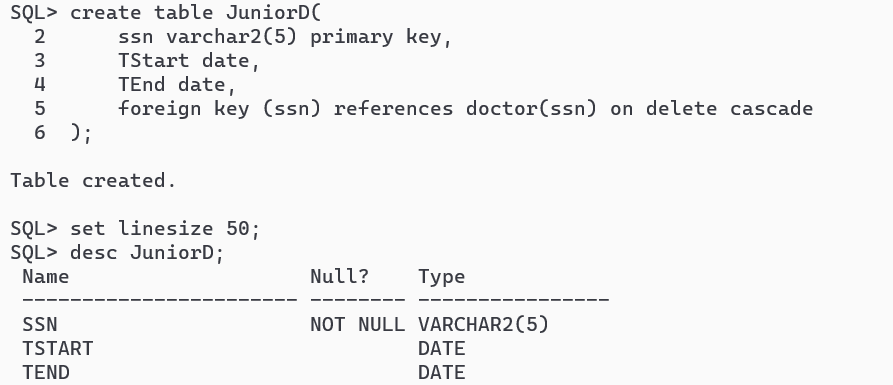 SQL> create table JuniorD(
  2      ssn varchar2(5) primary key,
  3      TStart date,
  4      TEnd date,
  5      foreign key (ssn) references doctor(ssn) on delete cascade
  6  );
Table created.
SQL> set linesize 50;
SQL> desc JuniorD;
 Name                    Null?    Type
 ----------------------- -------- ----------------
 SSN                     NOT NULL VARCHAR2(5)
 TSTART                           DATE
 TEND                             DATE